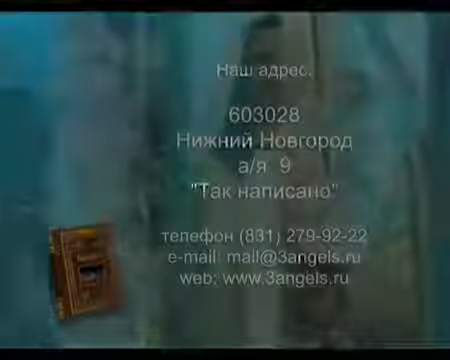 Наш адрес:
603028
Нижний Новгород
а/я 9
"Так написано"
телефон (831) 279-92-22
e-mail: mail@3angels.ru
web: www.3angels.ru